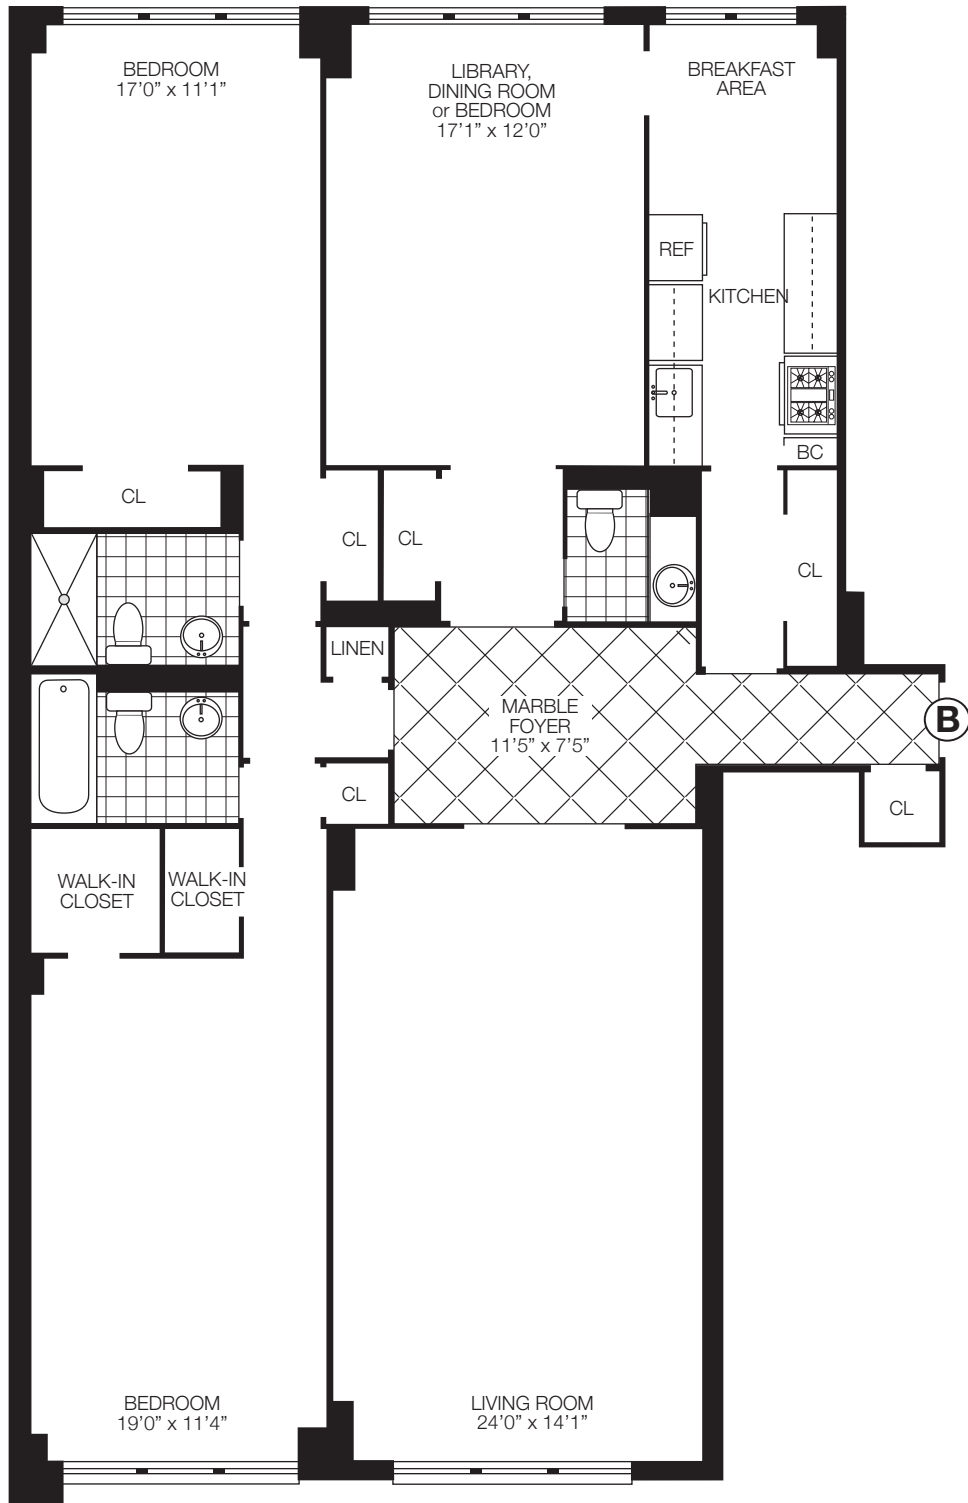 BEDROOM
17’0” x 11’1”
LIBRARY,
DINING ROOM
or BEDROOM
17’1” x 12’0”
BREAKFAST
AREA
REF
KITCHEN
BC
CL
CL
CL
CL
LINEN
MARBLE
FOYER
11’5” x 7’5”
B
CL
CL
WALK-IN
CLOSET
WALK-IN
CLOSET
BEDROOM
19’0” x 11’4”
LIVING ROOM
24’0” x 14’1”